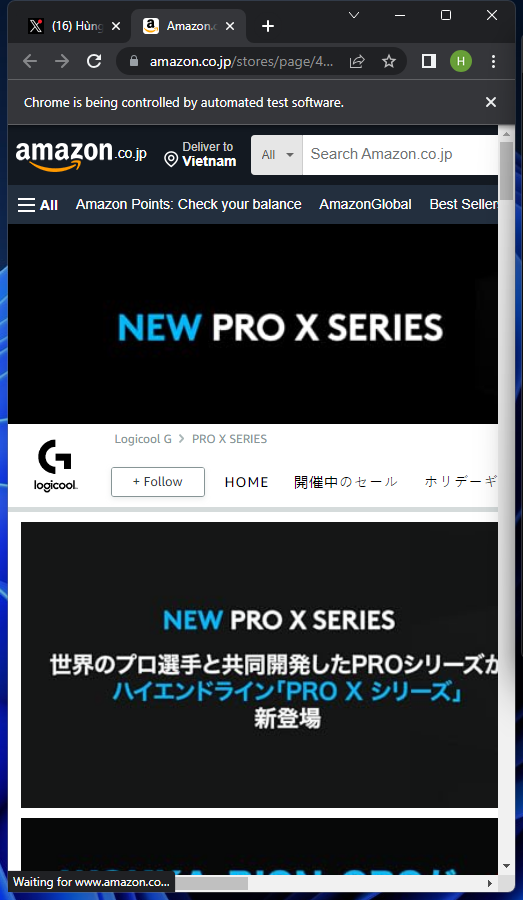 (16) Hùng
Amazon.c
amazon.co.jp/stores/page/4...
H
Chrome is being controlled by automated test software.
amazon.co.jp
Deliver to
Vietnam
All
Search Amazon.co.jp
All
Amazon Points: Check your balance
AmazonGlobal
Best Sellers
NEW PRO X SERIES
logicool
Logicool G > PRO X SERIES
+ Follow
HOME
開催中のセール
ホリデーギ
NEW PRO X SERIES
世界のプロ選手と共同開発したPROシリーズか
ハイエンドライン「PRO X シリーズ」
新登場
Waiting for www.amazon.co...